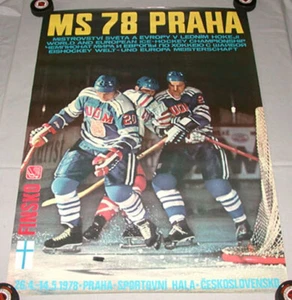 MS 78 PRAHA
MISTROVSTVÍ SVĚTA A EVROPY V LEDNÍM HOKEJI
WORLD AND EUROPEAN ICE-HOCKEY CHAMPIONSHIP
ЧЕМПИОНАТ МИРА И ЕВРОПЫ ПО ХОККЕЮ С ШАЙБОЙ
EISHOCKEY WELT- UND EUROPA MEISTERSCHAFT
FINSKO
26.4.-14.5.1978 - PRAHA - SPORTOVNÍ HALA - ČESKOSLOVENSKO